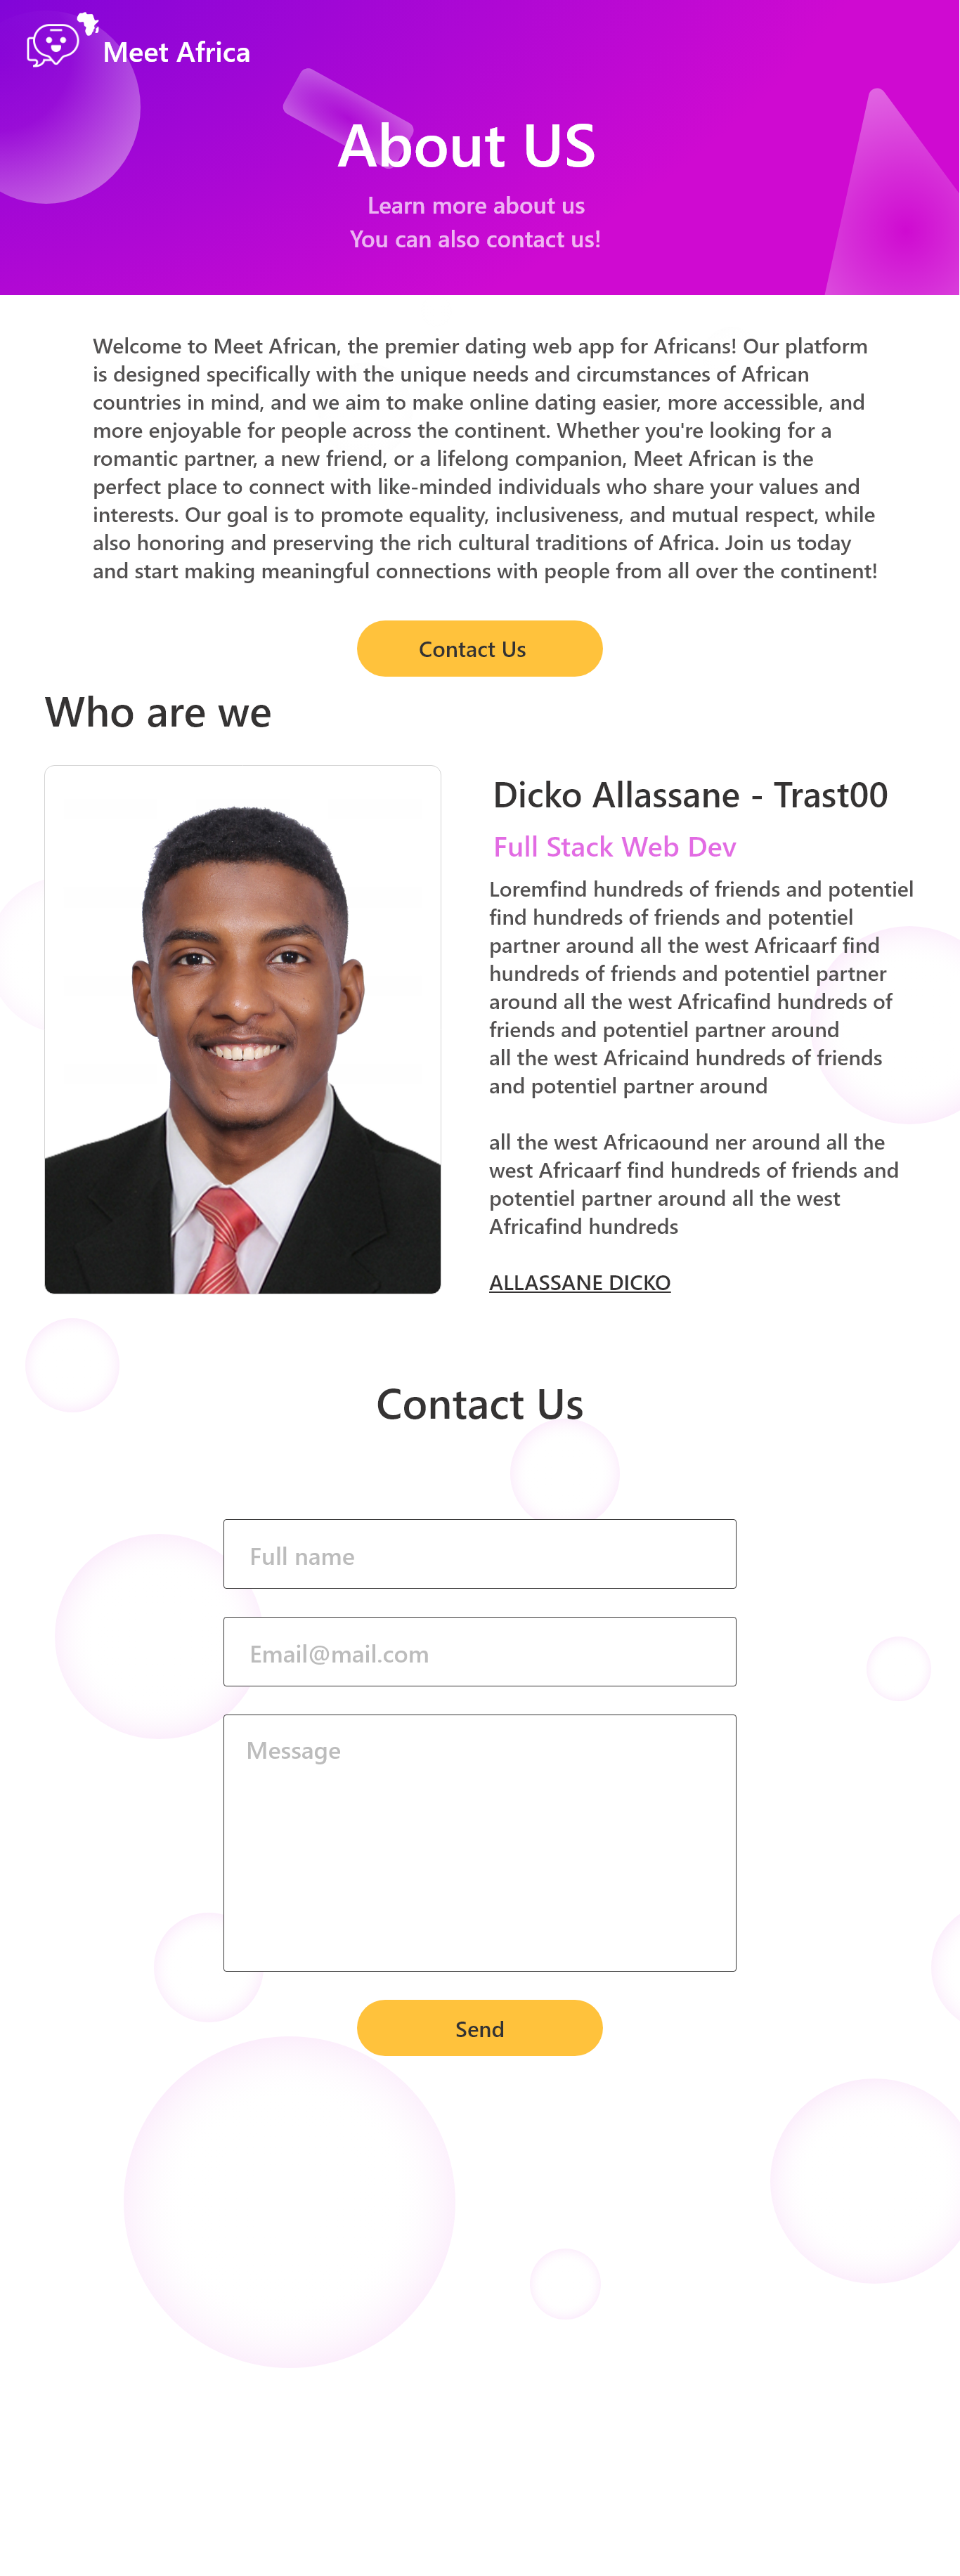 Meet Africa
About US
Learn more about us
You can also contact us!
Welcome to Meet African, the premier dating web app for Africans! Our platform
is designed specifically with the unique needs and circumstances of African
countries in mind, and we aim to make online dating easier, more accessible, and
more enjoyable for people across the continent. Whether you're looking for a
romantic partner, a new friend, or a lifelong companion, Meet African is the
perfect place to connect with like-minded individuals who share your values and
interests. Our goal is to promote equality, inclusiveness, and mutual respect, while
also honoring and preserving the rich cultural traditions of Africa. Join us today
and start making meaningful connections with people from all over the continent!
Contact Us
Who are we
Dicko Allassane - Trast00
Full Stack Web Dev
Loremfind hundreds of friends and potentiel
find hundreds of friends and potentiel
partner around all the west Africaarf find
hundreds of friends and potentiel partner
around all the west Africafind hundreds of
friends and potentiel partner around
all the west Africaind hundreds of friends
and potentiel partner around
all the west Africaound ner around all the
west Africaarf find hundreds of friends and
potentiel partner around all the west
Africafind hundreds
ALLASSANE DICKO
Contact Us
Full name
Email@mail.com
Message
Send